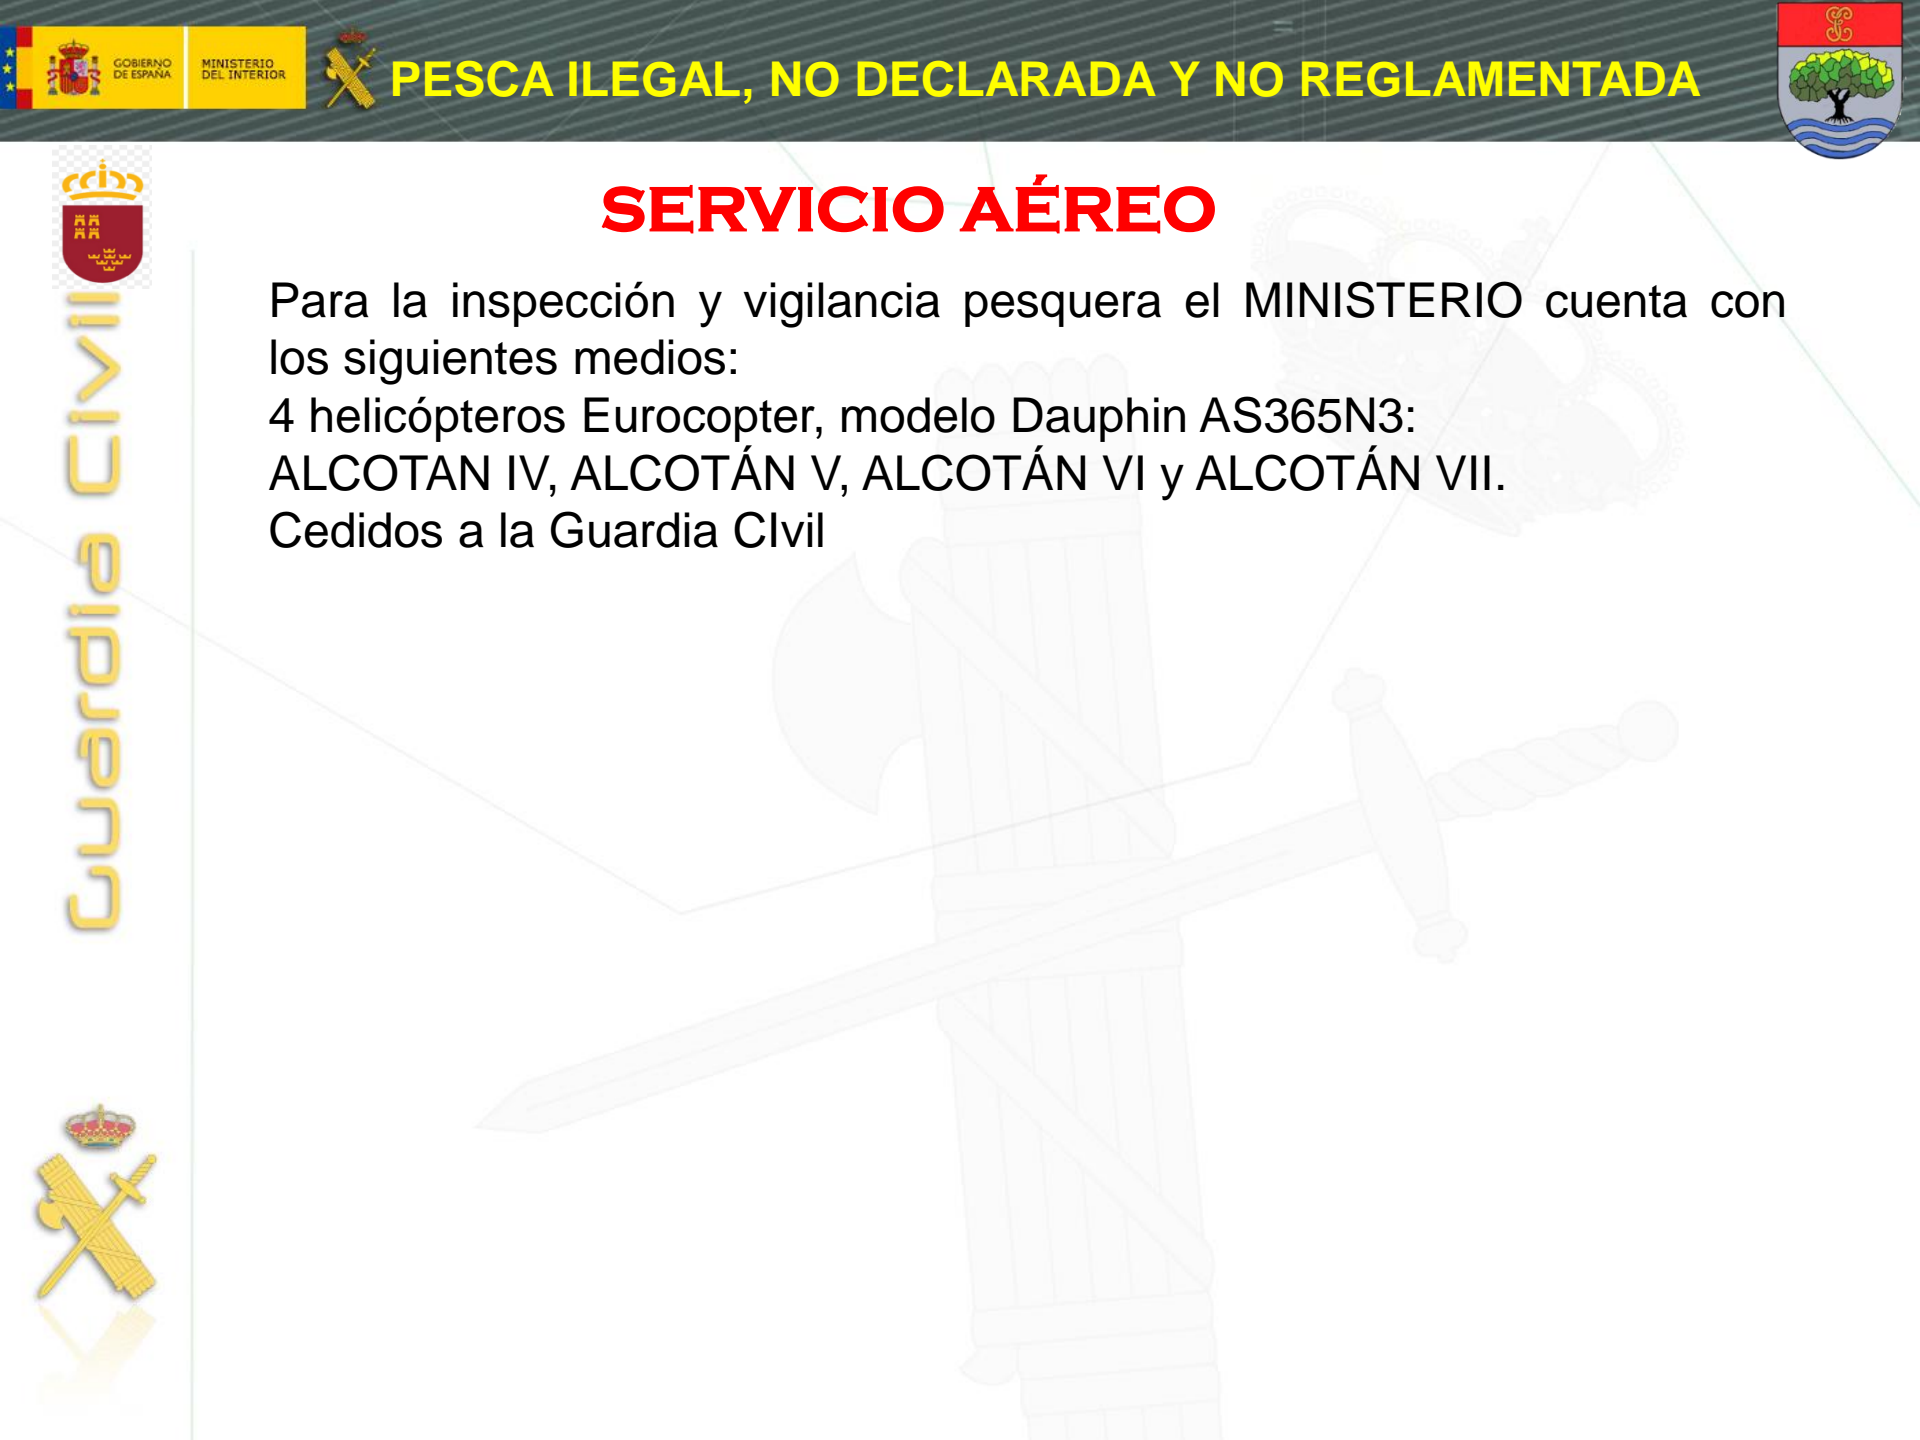 GOBIERNO
DE ESPAÑA
MINISTERIO
DEL INTERIOR
PESCA ILEGAL, NO DECLARADA Y NO REGLAMENTADA
SERVICIO AÉREO
Para la inspección y vigilancia pesquera el MINISTERIO cuenta con
los siguientes medios:
4 helicópteros Eurocopter, modelo Dauphin AS365N3:
ALCOTAN IV, ALCOTÁN V, ALCOTÁN VI y ALCOTÁN VII.
Cedidos a la Guardia CIvil
Guardia Civil